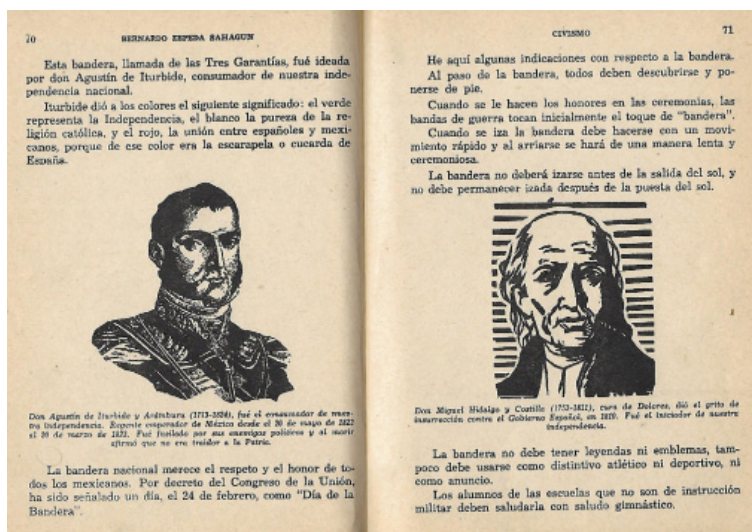 70 BERNARDO ZEPEDA SAHAGUN
Esta bandera, llamada de las Tres Garantías, fué ideada
por don Agustín de Iturbide, consumador de nuestra inde-
pendencia nacional.
Iturbide dió a los colores el siguiente significado: el verde
representa la Independencia, el blanco la pureza de la re-
ligión católica, y el rojo, la unión entre españoles y mexi-
canos, porque de ese color era la escarapela o cucarda de
España.
Don Agustín de Iturbide y Arámburu (1713-1824), fué el consumador de nues-
tra independencia. Regente emperador de México desde el 20 de mayo de 1822
el 20 de marzo de 1823. Fué fusilado por sus enemigos políticos y al morir
afirmó que no era traidor a la Patria.
La bandera nacional merece el respeto y el honor de to-
dos los mexicanos. Por decreto del Congreso de la Unión,
ha sido señalado un día, el 24 de febrero, como "Día de la
Bandera".
CIVISMO 71
He aquí algunas indicaciones con respecto a la bandera.
Al paso de la bandera, todos deben descubrirse y po-
nerse de pie.
Cuando se le hacen los honores en las ceremonias, las
bandas de guerra tocan inicialmente el toque de "bandera".
Cuando se iza la bandera debe hacerse con un movi-
miento rápido y al arriarse se hará de una manera lenta y
ceremoniosa.
La bandera no deberá izarse antes de la salida del sol, y
no debe permanecer izada después de la puesta del sol.
Don Miguel Hidalgo y Costilla (1753-1811), cura de Dolores, dió el grito de
insurrección contra el Gobierno Español, en 1810. Fué el iniciador de nuestra
independencia.
La bandera no debe tener leyendas ni emblemas, tam-
poco debe usarse como distintivo atlético ni deportivo, ni
como anuncio.
Los alumnos de las escuelas que no son de instrucción
militar deben saludarla con saludo gimnástico.